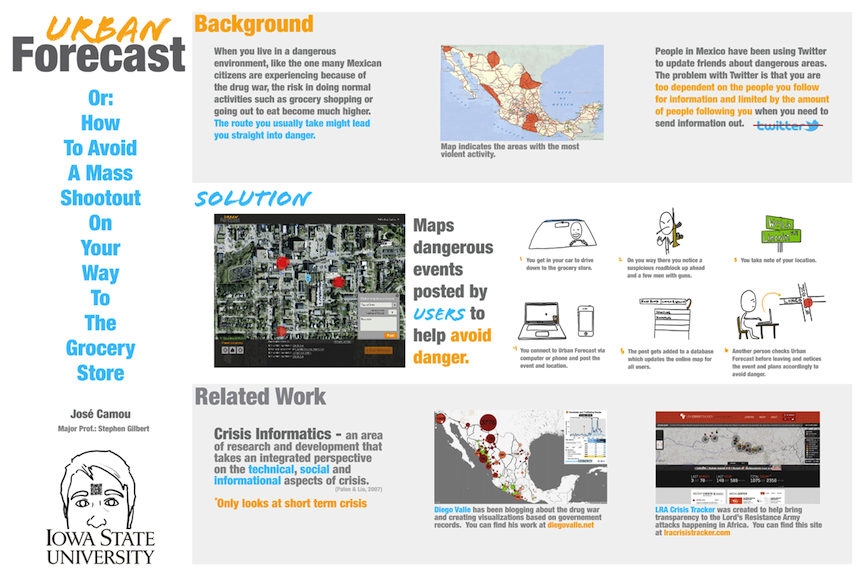 URBAN
Forecast
Or:
How
To Avoid
A Mass
Shootout
On
Your
Way
To
The
Grocery
Store
José Camou
Major Prof.: Stephen Gilbert
IOWA STATE
UNIVERSITY
Background
When you live in a dangerous
environment, like the one many Mexican
citizens are experiencing because of
the drug war, the risk in doing normal
activities such as grocery shopping or
going out to eat become much higher.
The route you usually take might lead
you straight into danger.
Map indicates the areas with the most
violent activity.
People in Mexico have been using Twitter
to update friends about dangerous areas.
The problem with Twitter is that you are
too dependent on the people you follow
for information and limited by the amount
of people following you when you need to
send information out.
twitter
SOLUTION
URBAN
Maps
dangerous
events
posted by
USERS to
help avoid
danger.
1 You get in your car to drive
down to the grocery store.
2 On you way there you notice a
suspicious roadblock up ahead
and a few men with guns.
3 You take note of your location.
4 You connect to Urban Forecast via
computer or phone and post the
event and location.
5 The post gets added to a database
which updates the online map for
all users.
6 Another person checks Urban
Forecast before leaving and notices
the event and plans accordingly to
avoid danger.
Related Work
Crisis Informatics - an area
of research and development that
takes an integrated perspective
on the technical, social and
informational aspects of crisis.
(Palen & Liu, 2007)
*Only looks at short term crisis
Diego Valle has been blogging about the drug war
and creating visualizations based on governement
records. You can find his work at diegovalle.net
LRA Crisis Tracker was created to help bring
transparency to the Lord's Resistance Army
attacks happening in Africa. You can find this site
at lracrisistracker.com